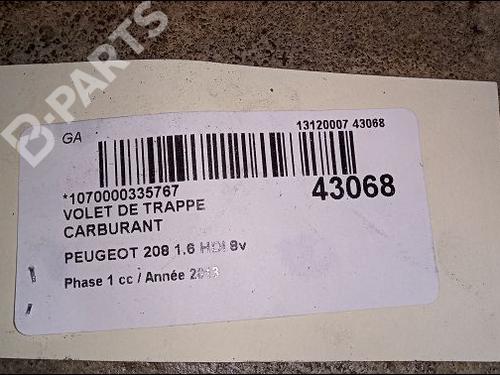 B-PARTS
GA
13120007 43068
*1070000335767
43068
VOLET DE TRAPPE
CARBURANT
PEUGEOT 208 1.6 HDI 8v
Phase 1 cc / Année 2013